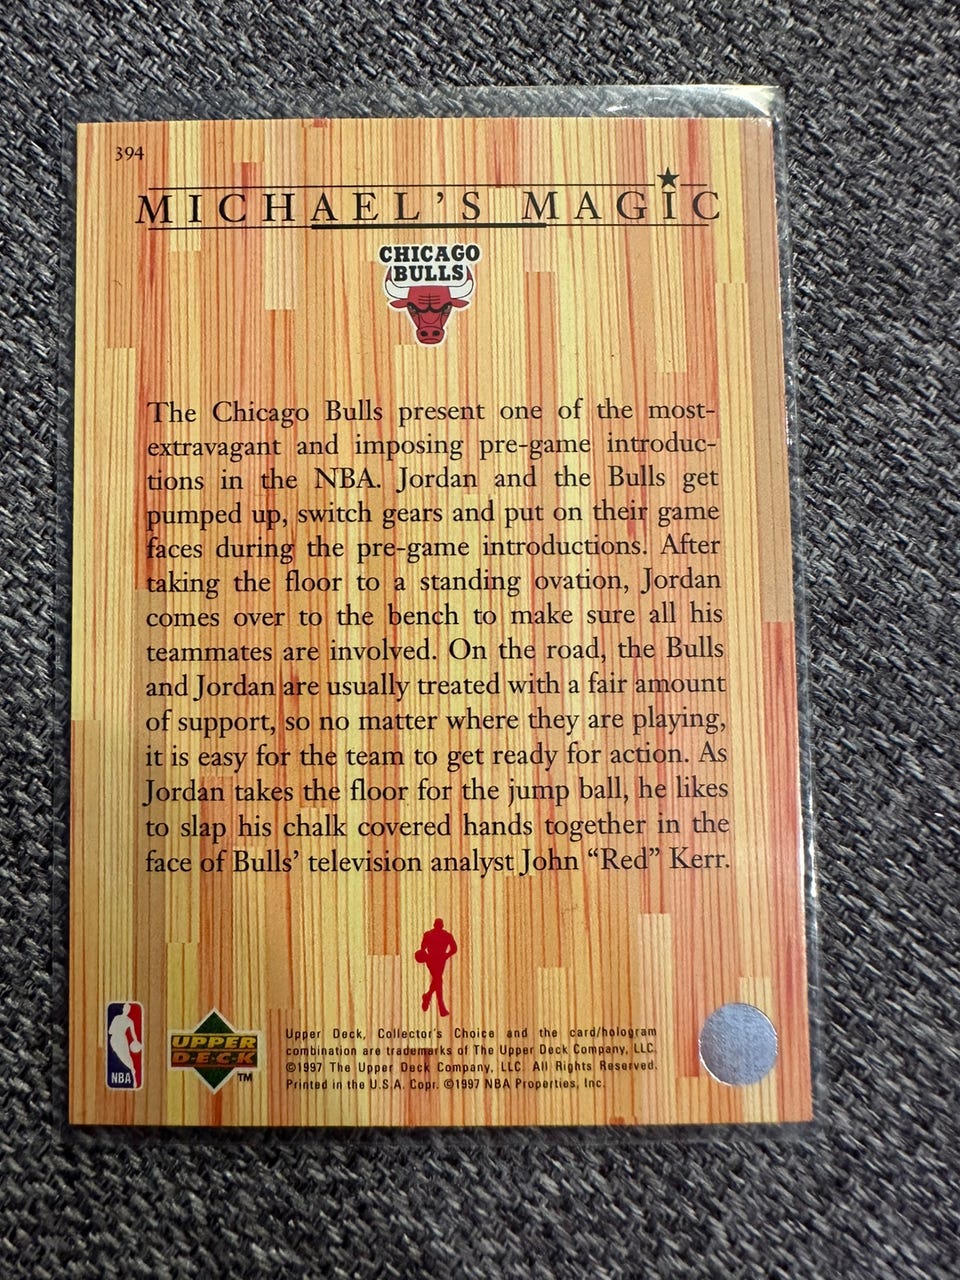 394
MICHAEL'S MAGIC
CHICAGO
BULLS
The Chicago Bulls present one of the most-
extravagant and imposing pre-game introduc-
tions in the NBA. Jordan and the Bulls get
pumped up, switch gears and put on their game
faces during the pre-game introductions. After
taking the floor to a standing ovation, Jordan
comes over to the bench to make sure all his
teammates are involved. On the road, the Bulls
and Jordan are usually treated with a fair amount
of support, so no matter where they are playing,
it is easy for the team to get ready for action. As
Jordan takes the floor for the jump ball, he likes
to slap his chalk covered hands together in the
face of Bulls' television analyst John “Red” Kerr.
NBA
UPPER
DECK
TM
Upper Deck, Collector's Choice and the card/hologram
combination are trademarks of The Upper Deck Company, LLC.
©1997 The Upper Deck Company, LLC. All Rights Reserved.
Printed in the U.S.A. Copr. ©1997 NBA Properties, Inc.